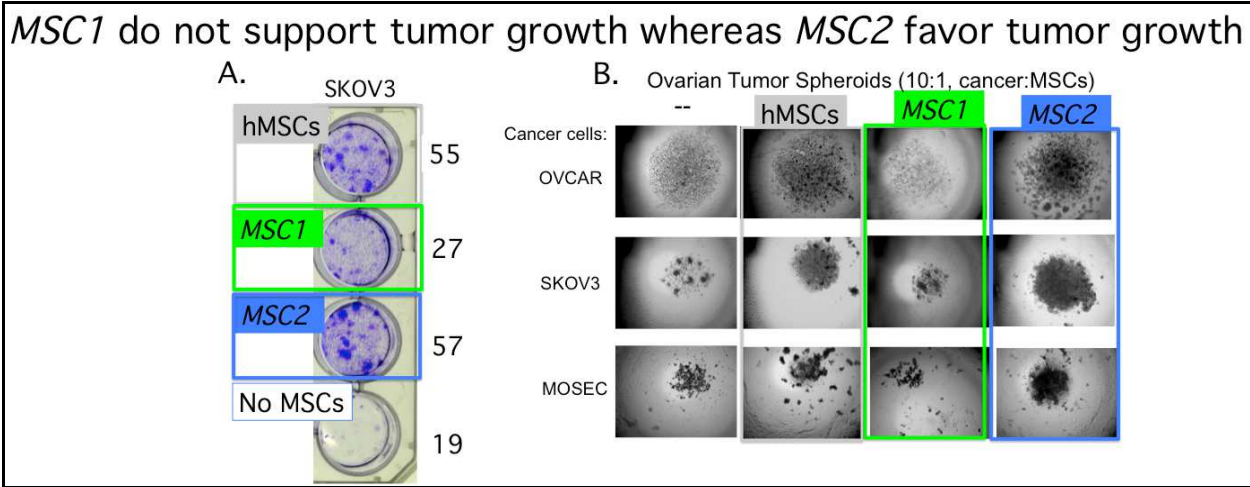 MSC1 do not support tumor growth whereas MSC2 favor tumor growth
A.
SKOV3
hMSCs
55
MSC1
27
MSC2
57
No MSCs
19
B.
Ovarian Tumor Spheroids (10:1, cancer:MSCs)
-- hMSCs MSC1 MSC2
Cancer cells:
OVCAR
SKOV3
MOSEC